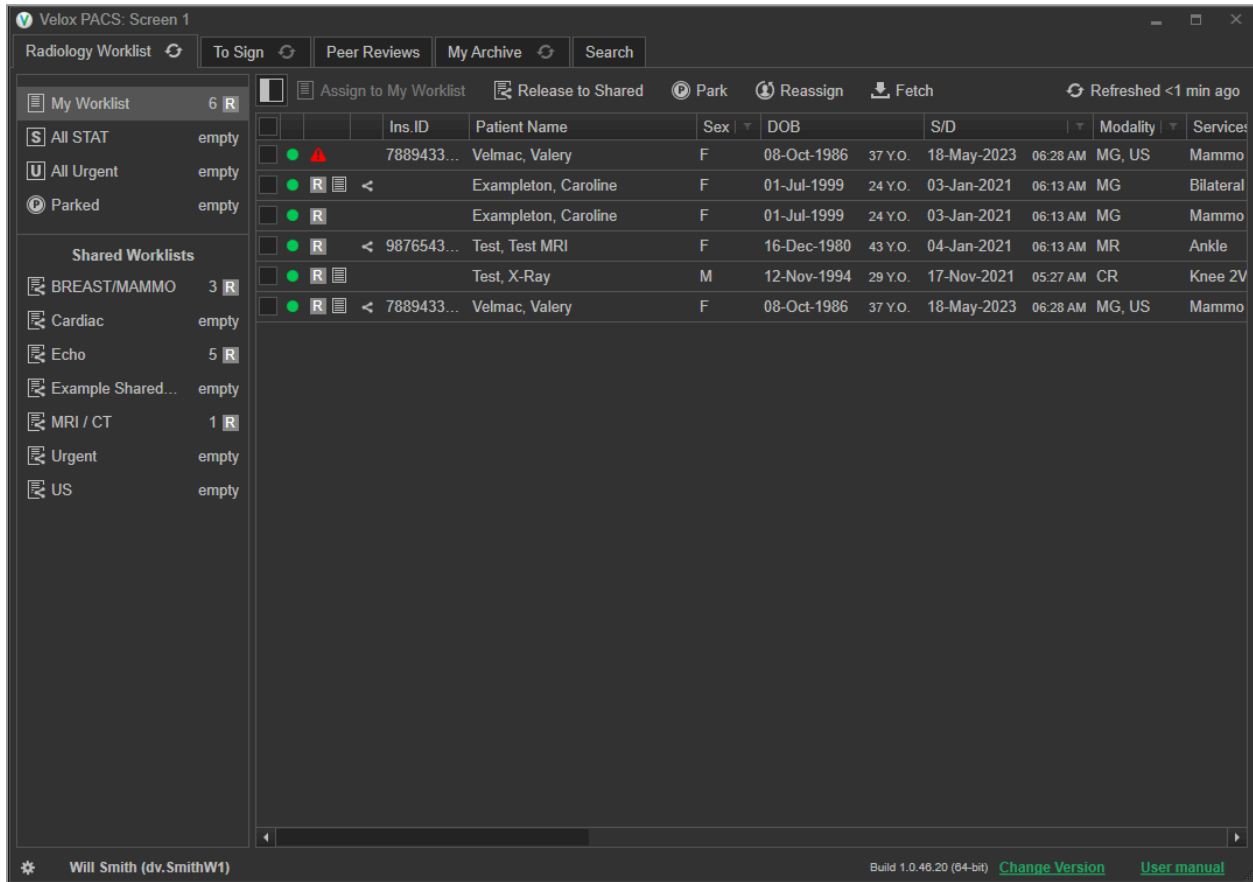 Velox PACS: Screen 1
Radiology Worklist To Sign Peer Reviews My Archive Search
Assign to My Worklist Release to Shared P Park Reassign Fetch Refreshed <1 min ago
My Worklist 6 R
S All STAT empty
U All Urgent empty
P Parked empty
Shared Worklists
BREAST/MAMMO 3 R
Cardiac empty
Echo 5 R
Example Shared... empty
MRI / CT 1 R
Urgent empty
US empty
Ins.ID Patient Name Sex DOB S/D Modality Services
7889433... Velmac, Valery F 08-Oct-1986 37 Y.O. 18-May-2023 06:28 AM MG, US Mammo
R Exampleton, Caroline F 01-Jul-1999 24 Y.O. 03-Jan-2021 06:13 AM MG Bilateral
R Exampleton, Caroline F 01-Jul-1999 24 Y.O. 03-Jan-2021 06:13 AM MG Mammo
R 9876543... Test, Test MRI F 16-Dec-1980 43 Y.O. 04-Jan-2021 06:13 AM MR Ankle
R Test, X-Ray M 12-Nov-1994 29 Y.O. 17-Nov-2021 05:27 AM CR Knee 2V
R 7889433... Velmac, Valery F 08-Oct-1986 37 Y.O. 18-May-2023 06:28 AM MG, US Mammo
Will Smith (dv.SmithW1) Build 1.0.46.20 (64-bit) Change Version User manual